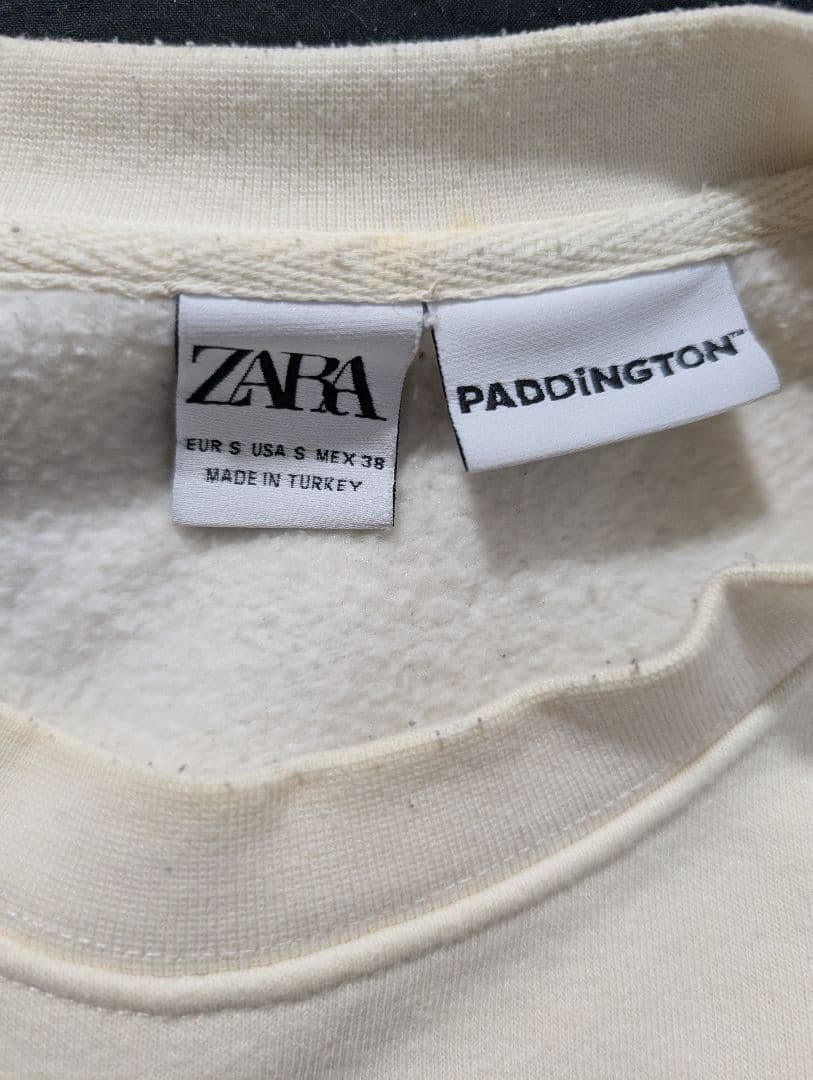 ZARA
EUR S USA S MEX 38
MADE IN TURKEY
PADDiNGTON™